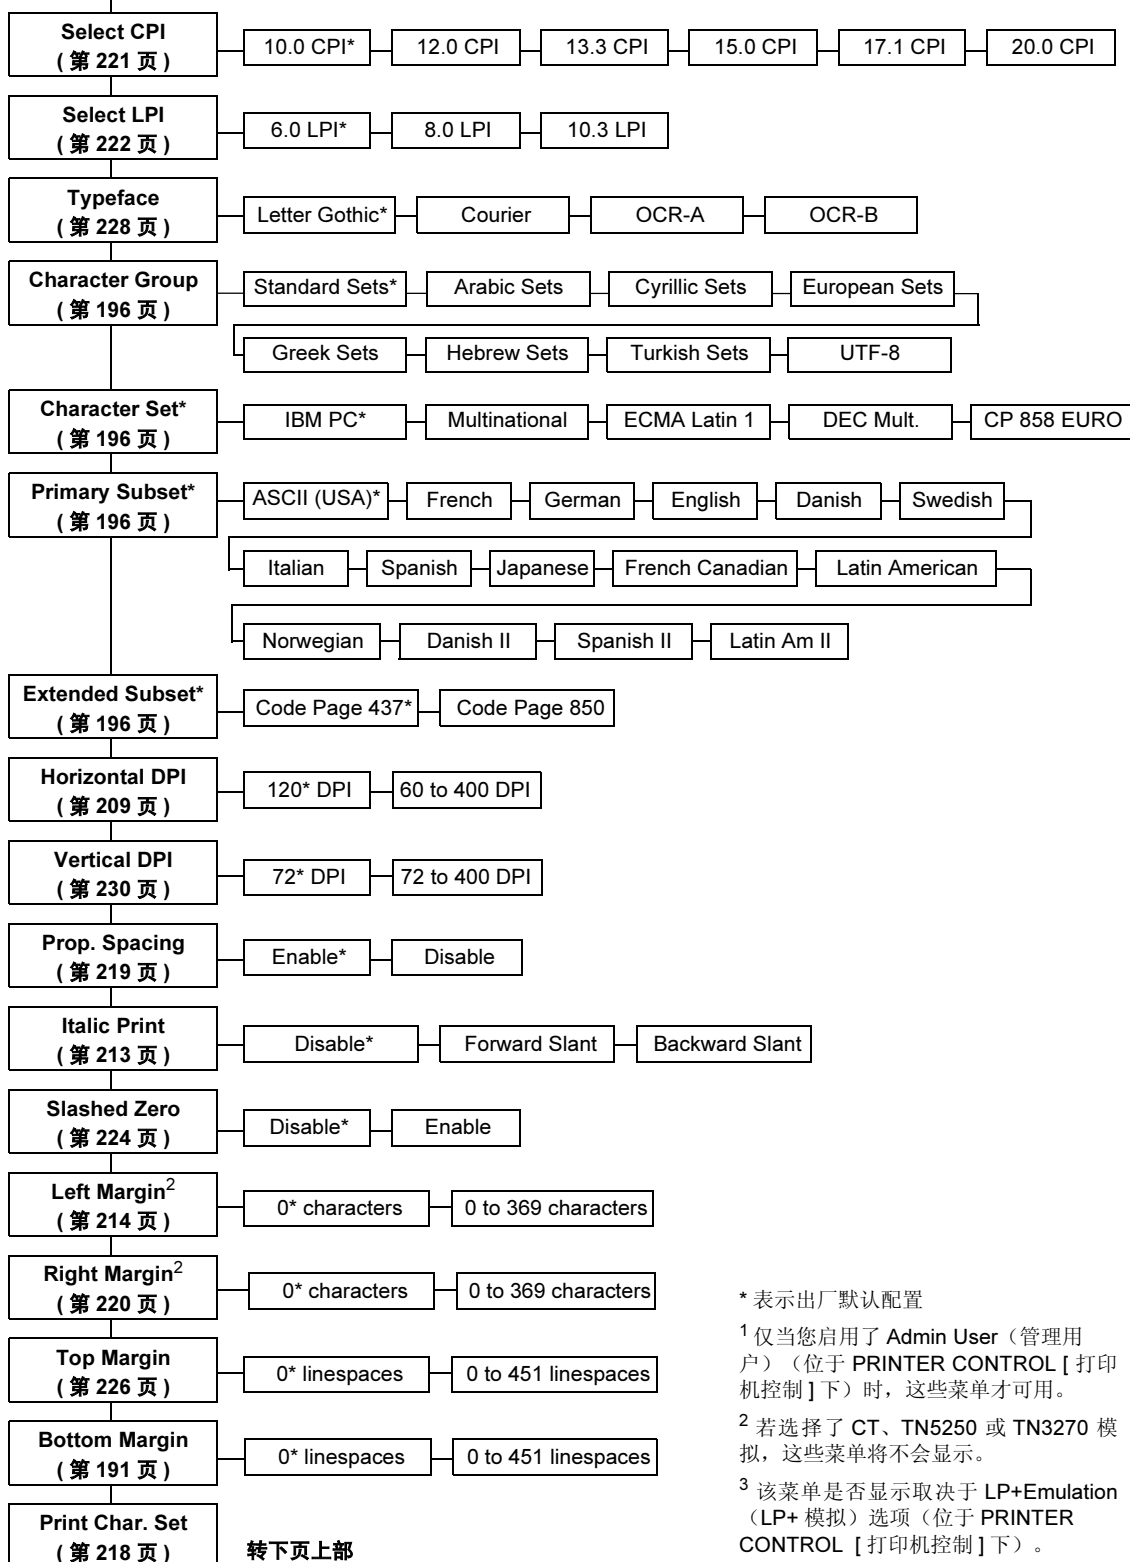 Select CPI
( 第 221 页 )
10.0 CPI* 12.0 CPI 13.3 CPI 15.0 CPI 17.1 CPI 20.0 CPI
Select LPI
( 第 222 页 )
6.0 LPI* 8.0 LPI 10.3 LPI
Typeface
( 第 228 页 )
Letter Gothic* Courier OCR-A OCR-B
Character Group
( 第 196 页 )
Standard Sets* Arabic Sets Cyrillic Sets European Sets
Greek Sets Hebrew Sets Turkish Sets UTF-8
Character Set*
( 第 196 页 )
IBM PC* Multinational ECMA Latin 1 DEC Mult. CP 858 EURO
Primary Subset*
( 第 196 页 )
ASCII (USA)* French German English Danish Swedish
Italian Spanish Japanese French Canadian Latin American
Norwegian Danish II Spanish II Latin Am II
Extended Subset*
( 第 196 页 )
Code Page 437* Code Page 850
Horizontal DPI
( 第 209 页 )
120* DPI 60 to 400 DPI
Vertical DPI
( 第 230 页 )
72* DPI 72 to 400 DPI
Prop. Spacing
( 第 219 页 )
Enable* Disable
Italic Print
( 第 213 页 )
Disable* Forward Slant Backward Slant
Slashed Zero
( 第 224 页 )
Disable* Enable
Left Margin2
( 第 214 页 )
0* characters 0 to 369 characters
Right Margin2
( 第 220 页 )
0* characters 0 to 369 characters
Top Margin
( 第 226 页 )
0* linespaces 0 to 451 linespaces
Bottom Margin
( 第 191 页 )
0* linespaces 0 to 451 linespaces
Print Char. Set
( 第 218 页 )
转下页上部
* 表示出厂默认配置
1 仅当您启用了 Admin User（管理用
户）（位于 PRINTER CONTROL [ 打印
机控制 ] 下）时，这些菜单才可用。
2 若选择了 CT、TN5250 或 TN3270 模
拟，这些菜单将不会显示。
3 该菜单是否显示取决于 LP+Emulation
（LP+ 模拟）选项（位于 PRINTER
CONTROL [ 打印机控制 ] 下）。